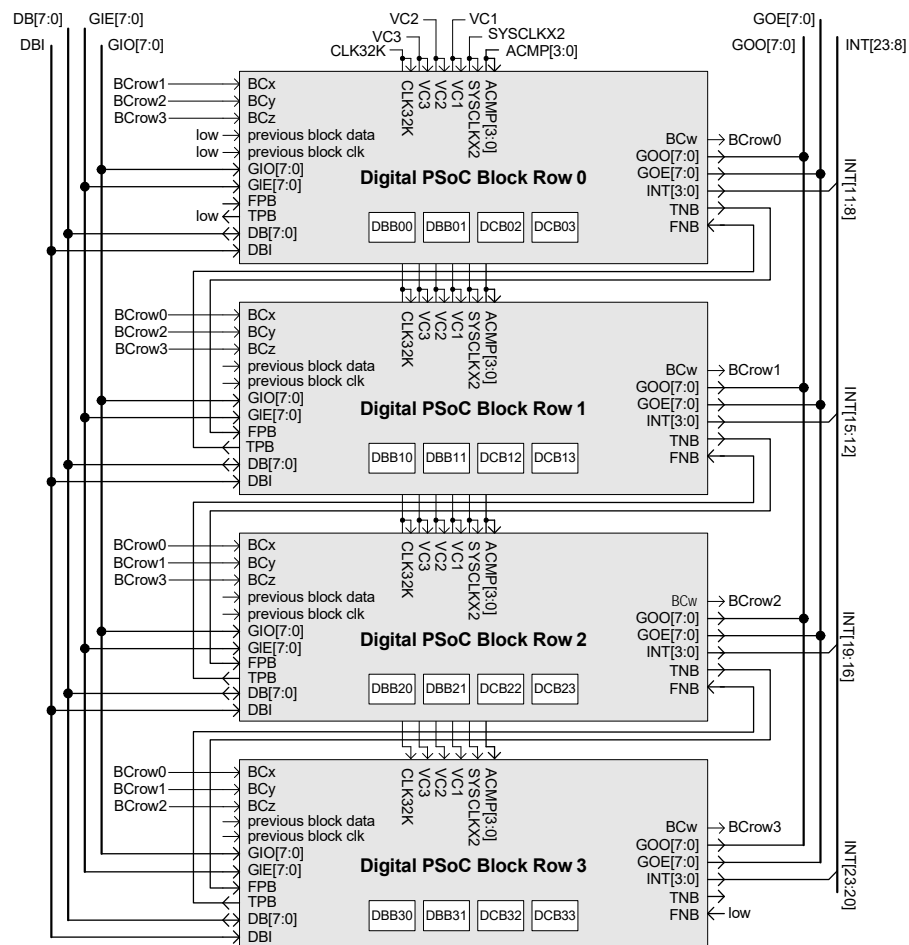 DB[7:0] GIE[7:0] VC2 VC1 GOE[7:0]
DBI GIO[7:0] VC3 SYSCLKX2 GOO[7:0] INT[23:8]
CLK32K ACMP[3:0]
CLK32K VC3 VC2 VC1 SYSCLKX2 ACMP[3:0]
BCrow1 BCx
BCrow2 BCy
BCrow3 BCz
low previous block data BCw BCrow0
low previous block clk GOO[7:0]
GIO[7:0] GOE[7:0]
GIE[7:0] Digital PSoC Block Row 0 INT[3:0] INT[11:8]
FPB TNB
low TPB DBB00 DBB01 DCB02 DCB03 FNB
DB[7:0]
DBI
CLK32K VC3 VC2 VC1 SYSCLKX2 ACMP[3:0]
BCrow0 BCx
BCrow2 BCy
BCrow3 BCz
previous block data BCw BCrow1
previous block clk GOO[7:0]
GIO[7:0] GOE[7:0]
GIE[7:0] Digital PSoC Block Row 1 INT[3:0] INT[15:12]
FPB TNB
TPB DBB10 DBB11 DCB12 DCB13 FNB
DB[7:0]
DBI
CLK32K VC3 VC2 VC1 SYSCLKX2 ACMP[3:0]
BCrow0 BCx
BCrow1 BCy
BCrow3 BCz
previous block data BCw BCrow2
previous block clk GOO[7:0]
GIO[7:0] GOE[7:0]
GIE[7:0] Digital PSoC Block Row 2 INT[3:0] INT[19:16]
FPB TNB
TPB DBB20 DBB21 DCB22 DCB23 FNB
DB[7:0]
DBI
CLK32K VC3 VC2 VC1 SYSCLKX2 ACMP[3:0]
BCrow0 BCx
BCrow1 BCy
BCrow2 BCz
previous block data BCw BCrow3
previous block clk GOO[7:0]
GIO[7:0] GOE[7:0]
GIE[7:0] Digital PSoC Block Row 3 INT[3:0] INT[23:20]
FPB TNB
TPB DBB30 DBB31 DCB32 DCB33 FNB low
DB[7:0]
DBI